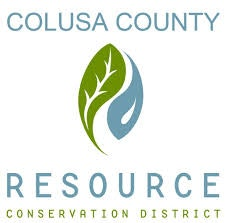 COLUSA COUNTY
RESOURCE
CONSERVATION DISTRICT